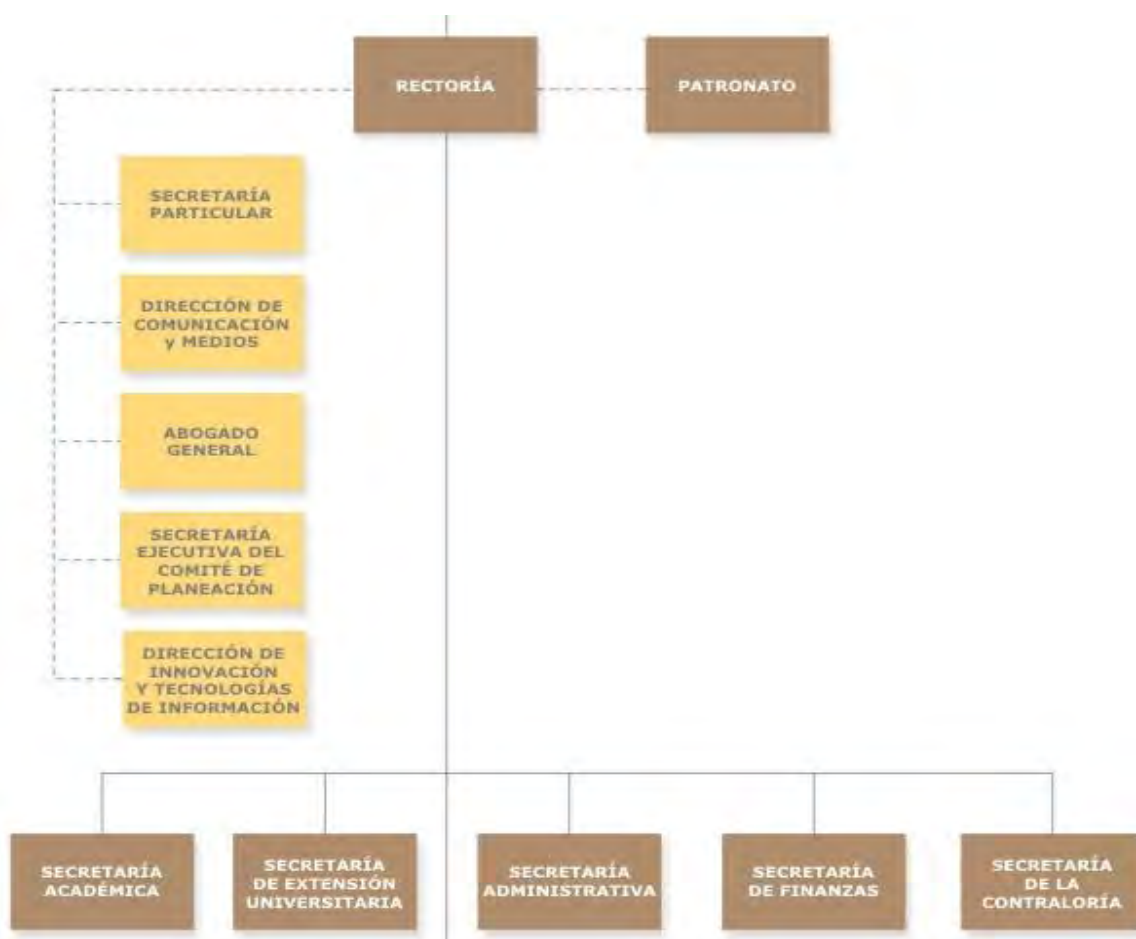 RECTORÍA
PATRONATO
SECRETARÍA
PARTICULAR
DIRECCIÓN DE
COMUNICACIÓN
y MEDIOS
ABOGADO
GENERAL
SECRETARÍA
EJECUTIVA DEL
COMITÉ DE
PLANEACIÓN
DIRECCIÓN DE
INNOVACIÓN
Y TECNOLOGÍAS
DE INFORMACIÓN
SECRETARÍA
ACADÉMICA
SECRETARÍA
DE EXTENSIÓN
UNIVERSITARIA
SECRETARÍA
ADMINISTRATIVA
SECRETARÍA
DE FINANZAS
SECRETARÍA
DE LA
CONTRALORÍA